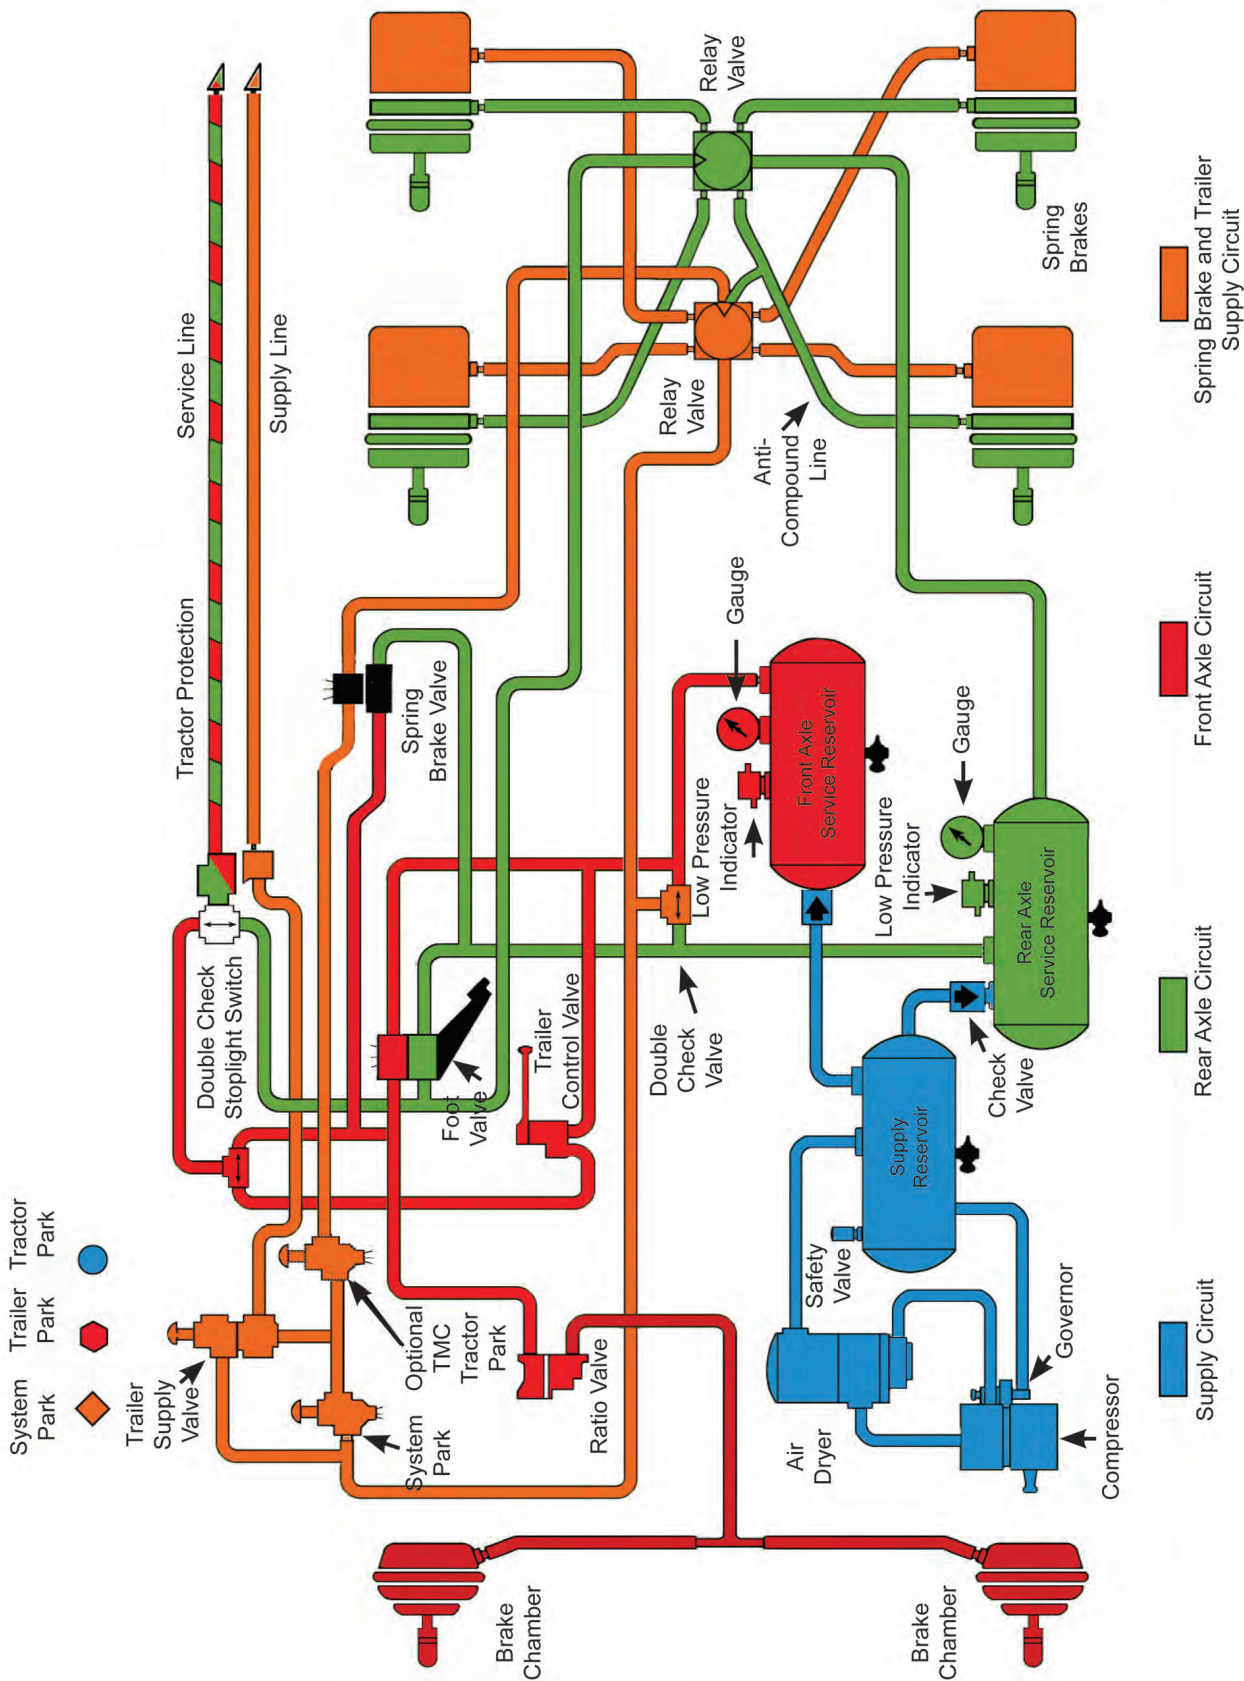 System
Park
Trailer
Park
Tractor
Park
Trailer
Supply
Valve
System
Park
Optional
TMC
Tractor
Park
Double Check
Stoplight Switch
Tractor Protection
Service Line
Supply Line
Foot
Valve
Trailer
Control Valve
Spring
Brake Valve
Ratio Valve
Double
Check
Valve
Low Pressure
Indicator
Gauge
Front Axle
Service Reservoir
Relay
Valve
Relay
Valve
Anti-
Compound
Line
Spring
Brakes
Brake
Chamber
Brake
Chamber
Air
Dryer
Safety
Valve
Supply
Reservoir
Governor
Compressor
Check
Valve
Low Pressure
Indicator
Gauge
Rear Axle
Service Reservoir
Supply Circuit
Rear Axle Circuit
Front Axle Circuit
Spring Brake and Trailer
Supply Circuit